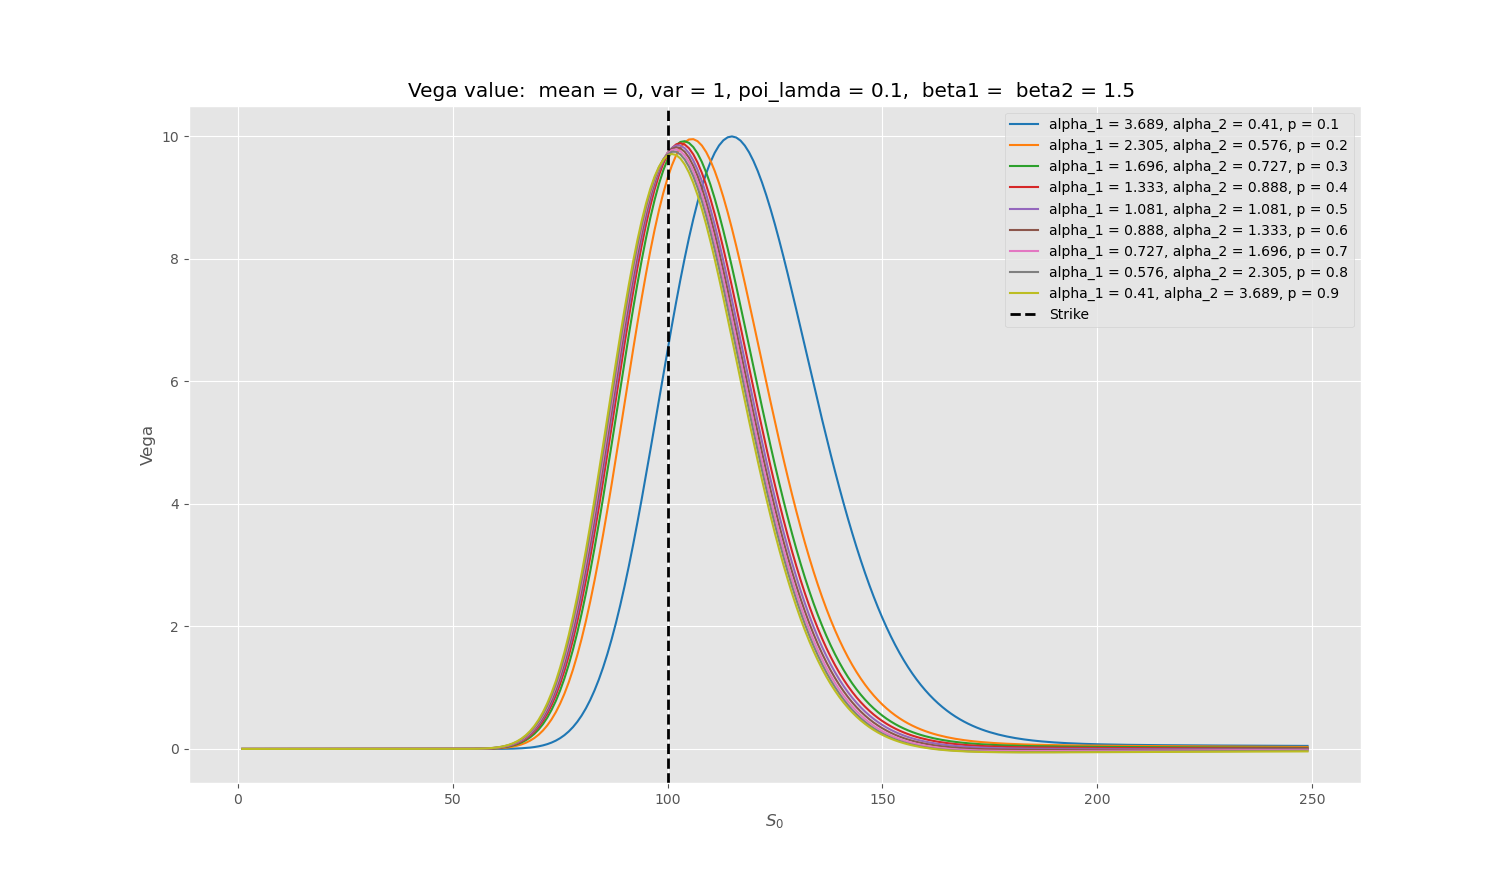 Vega value:  mean = 0, var = 1, poi_lamda = 0.1,  beta1 =  beta2 = 1.5
alpha_1 = 3.689, alpha_2 = 0.41, p = 0.1
alpha_1 = 2.305, alpha_2 = 0.576, p = 0.2
alpha_1 = 1.696, alpha_2 = 0.727, p = 0.3
alpha_1 = 1.333, alpha_2 = 0.888, p = 0.4
alpha_1 = 1.081, alpha_2 = 1.081, p = 0.5
alpha_1 = 0.888, alpha_2 = 1.333, p = 0.6
alpha_1 = 0.727, alpha_2 = 1.696, p = 0.7
alpha_1 = 0.576, alpha_2 = 2.305, p = 0.8
alpha_1 = 0.41, alpha_2 = 3.689, p = 0.9
Strike
10
8
6
4
2
0
Vega
0 50 100 150 200 250
S₀